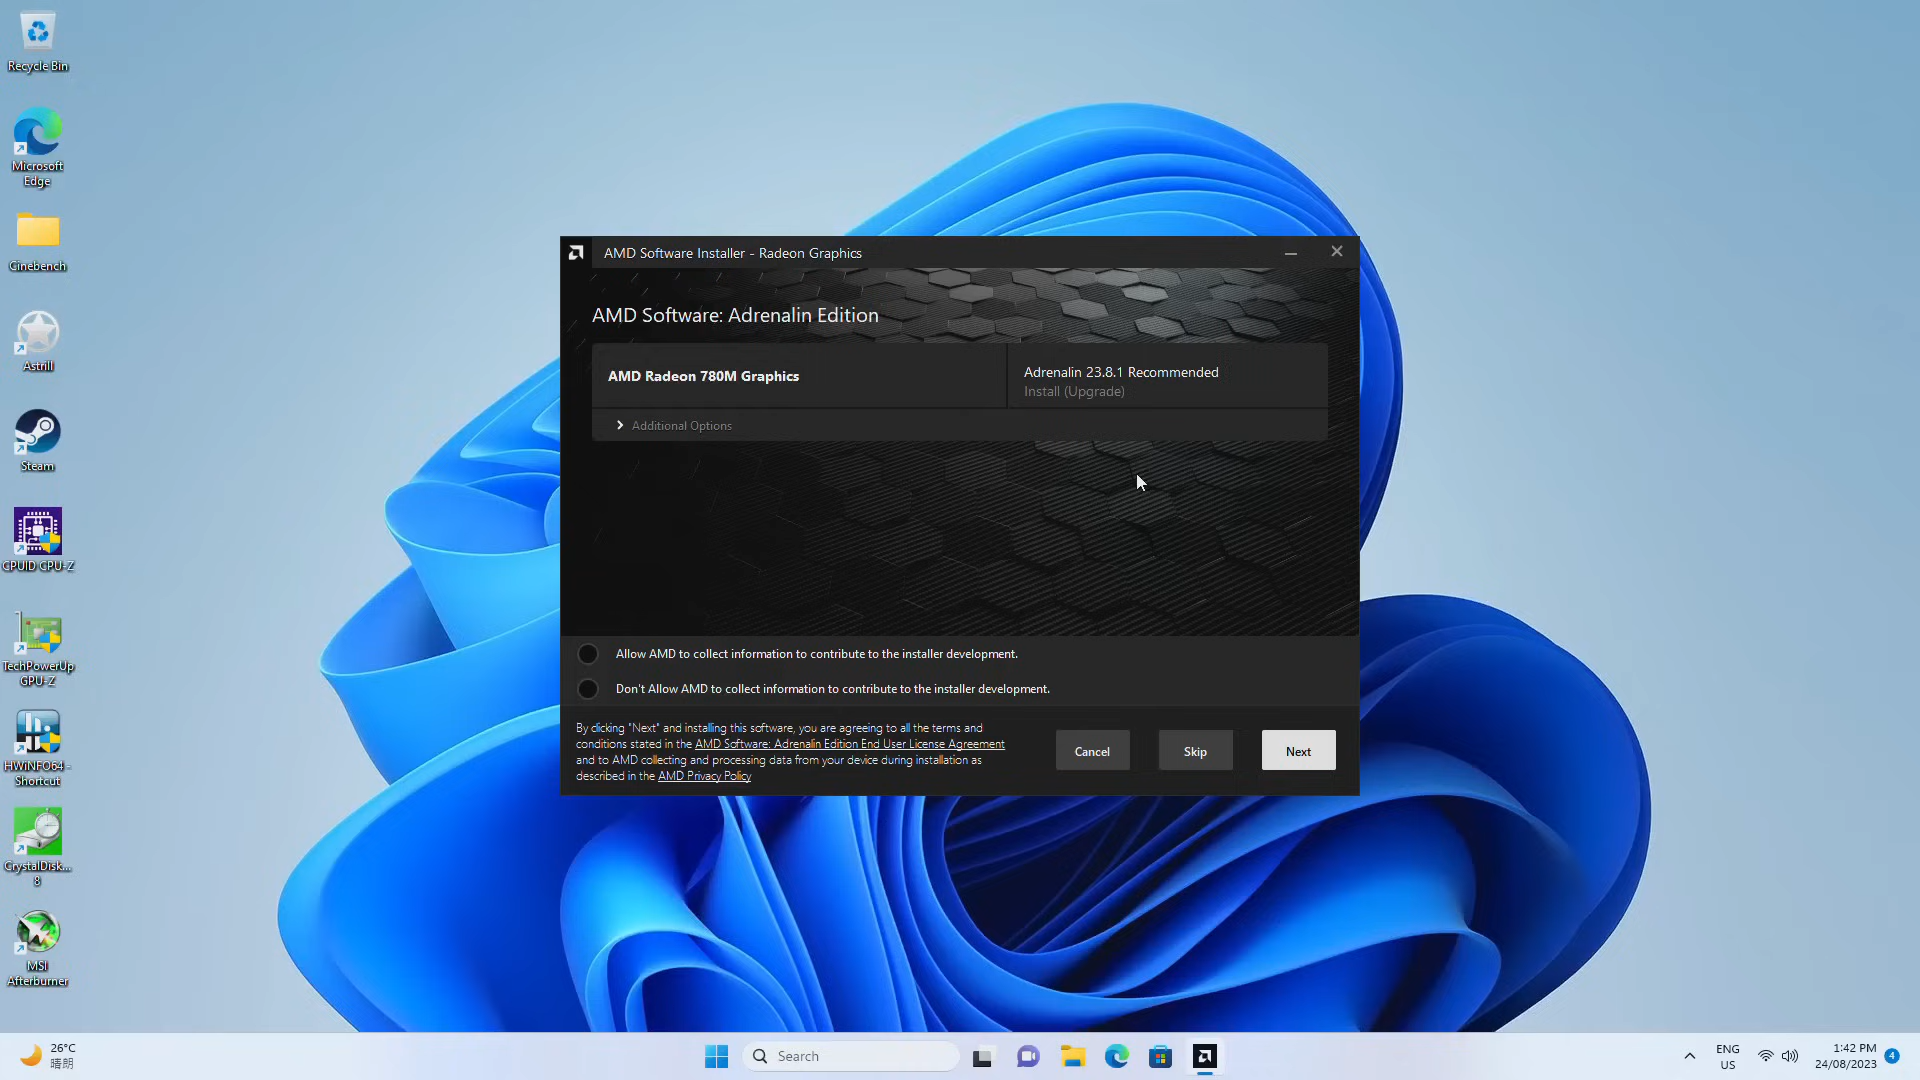 Recycle Bin
Microsoft
Edge
Cinebench
Astrill
Steam
CPUID CPU-Z
TechPowerUp
GPU-Z
HWiNFO64 -
Shortcut
CrystalDisk...
8
MSI
Afterburner
AMD Software Installer - Radeon Graphics
AMD Software: Adrenalin Edition
AMD Radeon 780M Graphics
Adrenalin 23.8.1 Recommended
Install (Upgrade)
Additional Options
Allow AMD to collect information to contribute to the installer development.
Don't Allow AMD to collect information to contribute to the installer development.
By clicking "Next" and installing this software, you are agreeing to all the terms and
conditions stated in the AMD Software: Adrenalin Edition End User License Agreement
and to AMD collecting and processing data from your device during installation as
described in the AMD Privacy Policy
Cancel
Skip
Next
26°C
晴朗
Search
ENG
US
1:42 PM
24/08/2023
4